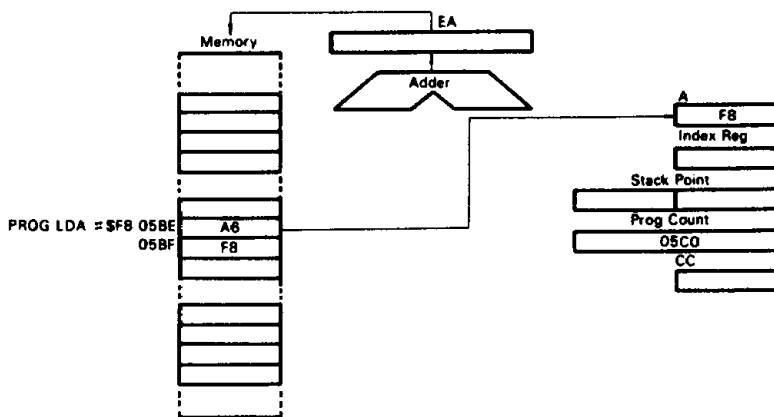 EA
Memory
Adder
A
F8
Index Reg
Stack Point
PROG LDA =$F8 05BE A6
05BF F8
Prog Count
05C0
CC